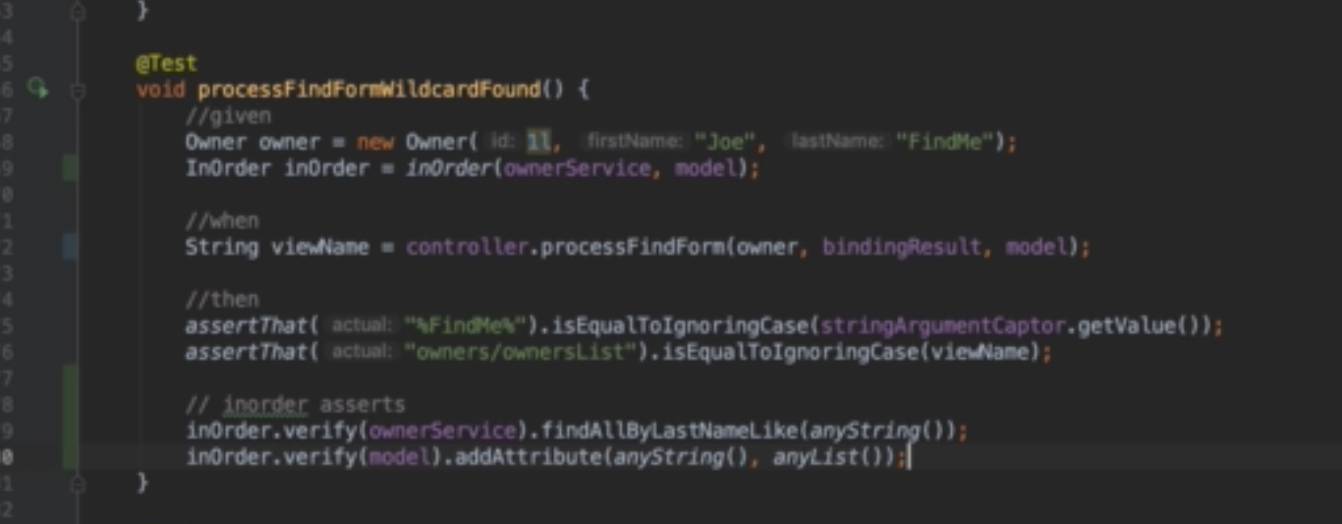 3 }
4
5 @Test
6 void processFindFormWildcardFound() {
7 //given
8 Owner owner = new Owner( id: 1l, firstName: "Joe", lastName: "FindMe");
9 InOrder inOrder = inOrder(ownerService, model);
0
1 //when
2 String viewName = controller.processFindForm(owner, bindingResult, model);
3
4 //then
5 assertThat( actual: "%FindMe%").isEqualToIgnoringCase(stringArgumentCaptor.getValue());
6 assertThat( actual: "owners/ownersList").isEqualToIgnoringCase(viewName);
7
8 // inorder asserts
9 inOrder.verify(ownerService).findAllByLastNameLike(anyString());
0 inOrder.verify(model).addAttribute(anyString(), anyList());
1 }
2